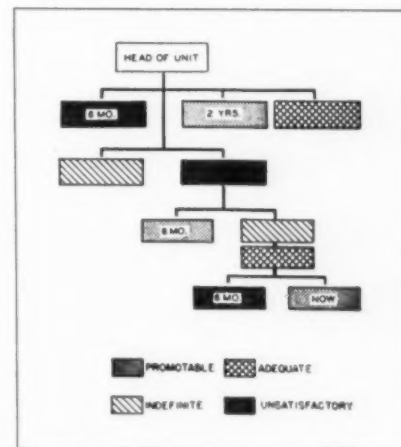 HEAD OF UNIT
6 MO.
2 YRS.
6 MO.
6 MO.
NOW
PROMOTABLE
ADEQUATE
INDEFINITE
UNSATISFACTORY